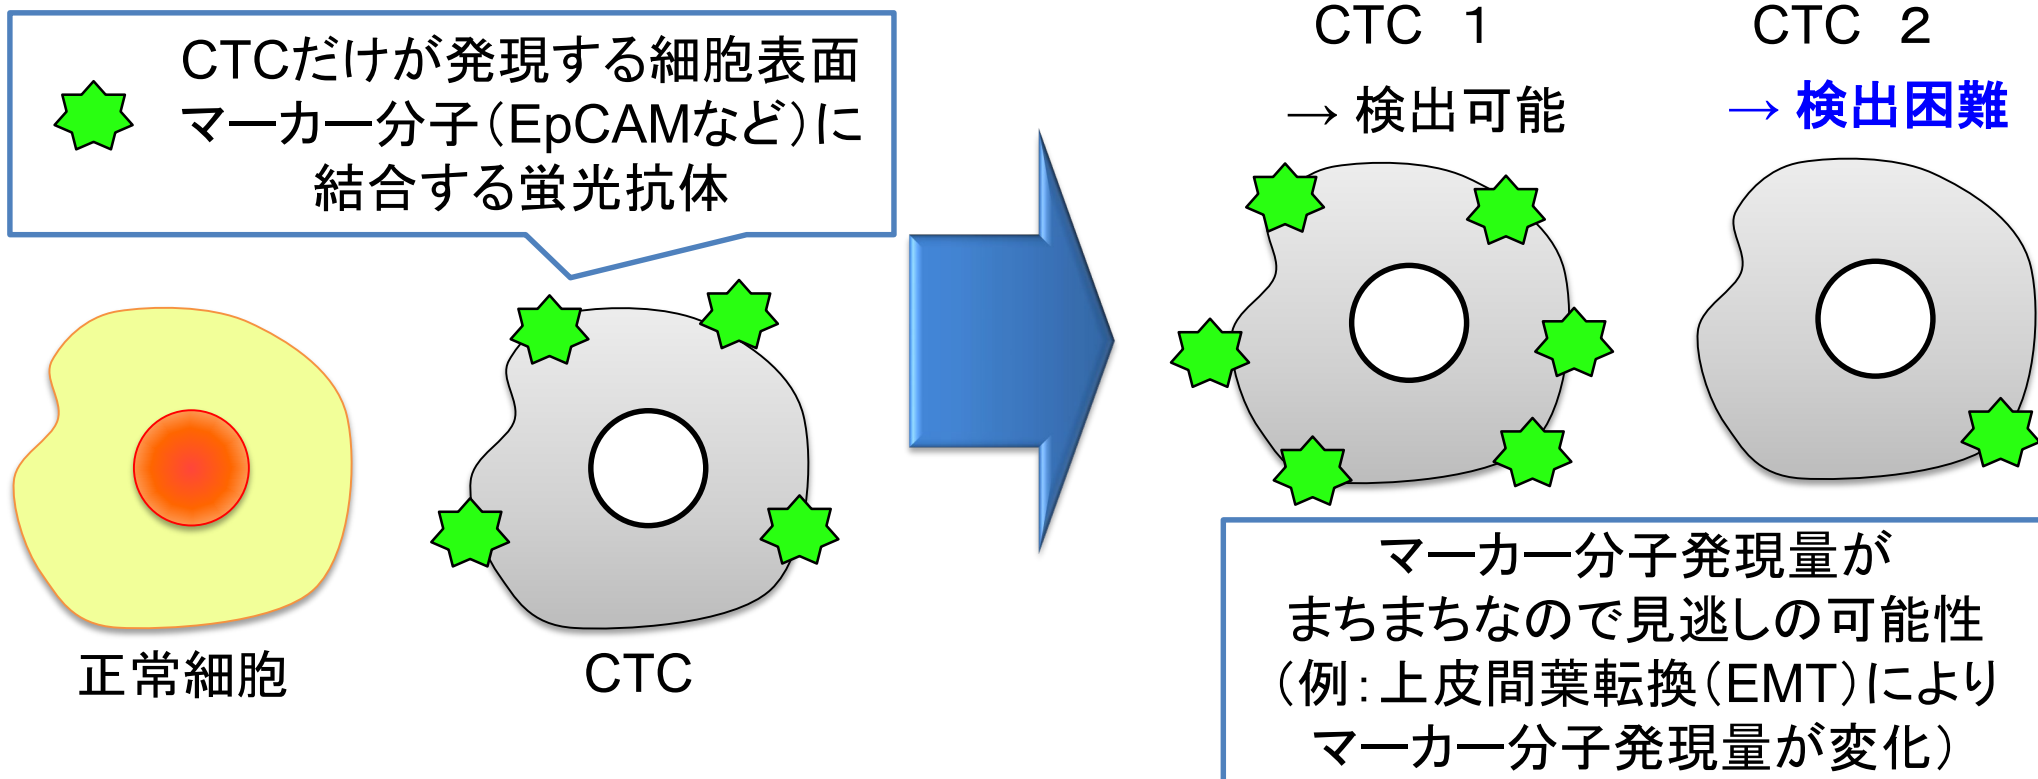 CTCだけが発現する細胞表面
マーカー分子（EpCAMなど）に
結合する蛍光抗体
正常細胞
CTC
CTC １
→ 検出可能
CTC ２
→ 検出困難
マーカー分子発現量が
まちまちなので見逃しの可能性
（例：上皮間葉転換（EMT）により
マーカー分子発現量が変化）